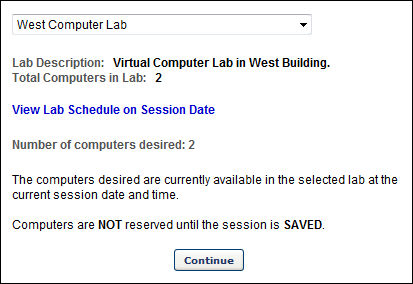 West Computer Lab
Lab Description: Virtual Computer Lab in West Building.
Total Computers in Lab: 2
View Lab Schedule on Session Date
Number of computers desired: 2
The computers desired are currently available in the selected lab at the
current session date and time.
Computers are NOT reserved until the session is SAVED.
Continue